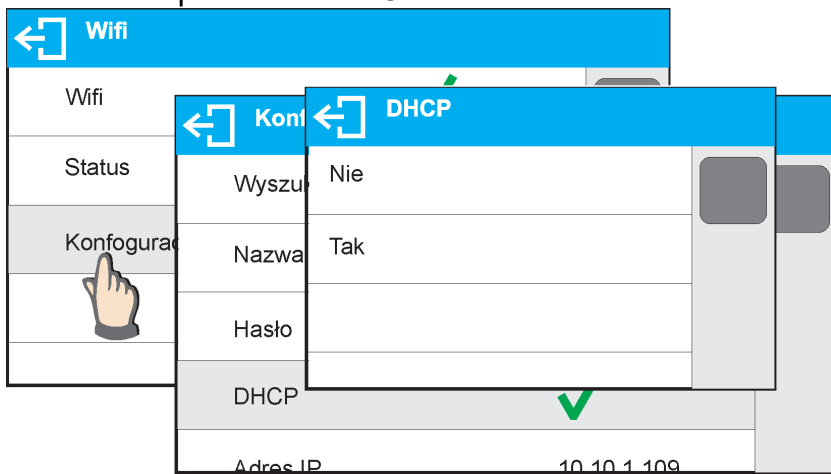 Wifi
Wifi
Status
Konfogurac
Konf
Wyszu
Nazwa
Hasło
DHCP
Adres IP 10.10.1.109
DHCP
Nie
Tak